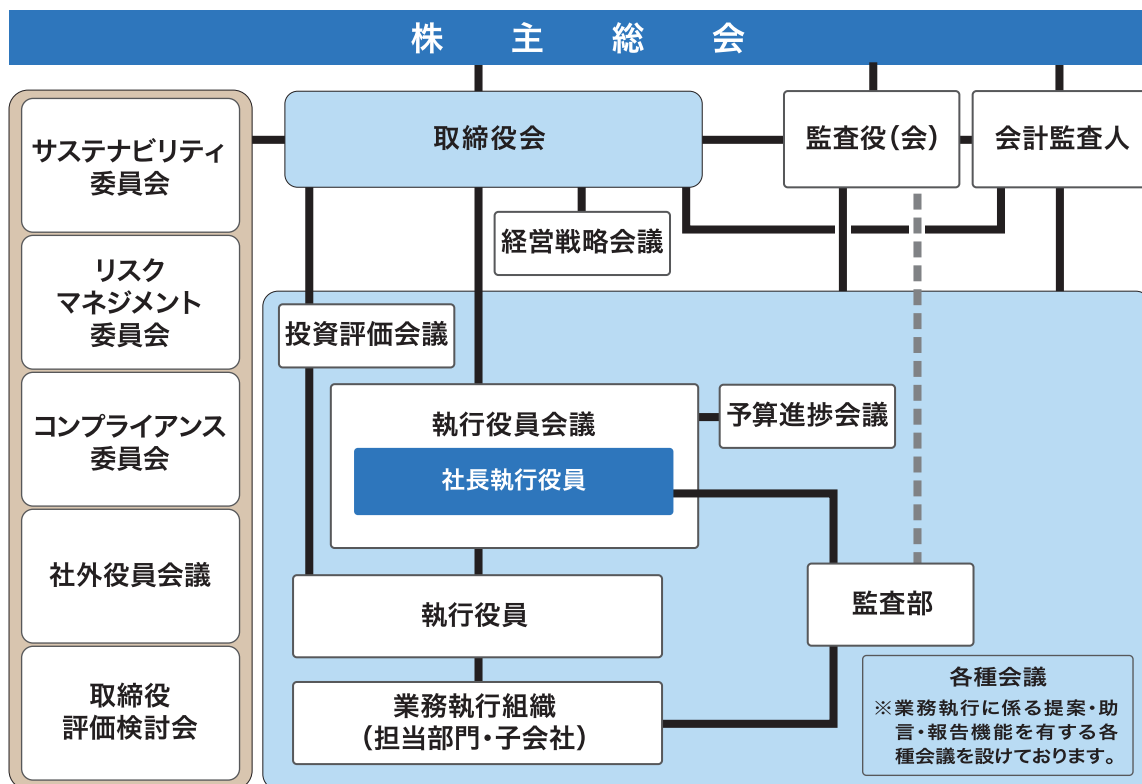 株主総会
サステナビリティ
委員会
リスク
マネジメント
委員会
コンプライアンス
委員会
社外役員会議
取締役
評価検討会
取締役会
監査役（会）
会計監査人
経営戦略会議
投資評価会議
執行役員会議
社長執行役員
予算進捗会議
執行役員
監査部
業務執行組織
（担当部門・子会社）
各種会議
※業務執行に係る提案・助
言・報告機能を有する各
種会議を設けております。